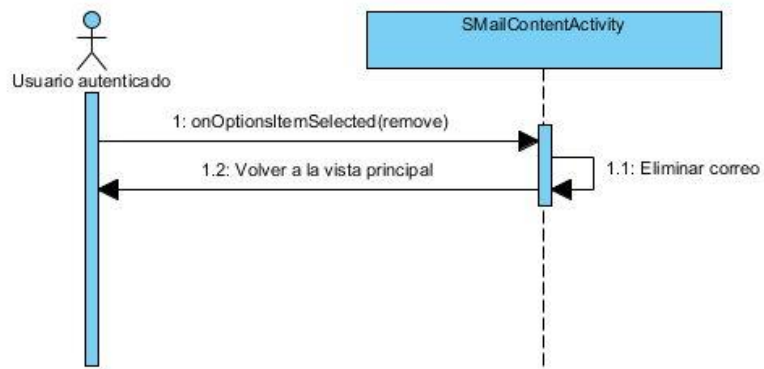 SMailContentActivity
Usuario autenticado
1: onOptionsItemSelected(remove)
1.2: Volver a la vista principal
1.1: Eliminar correo